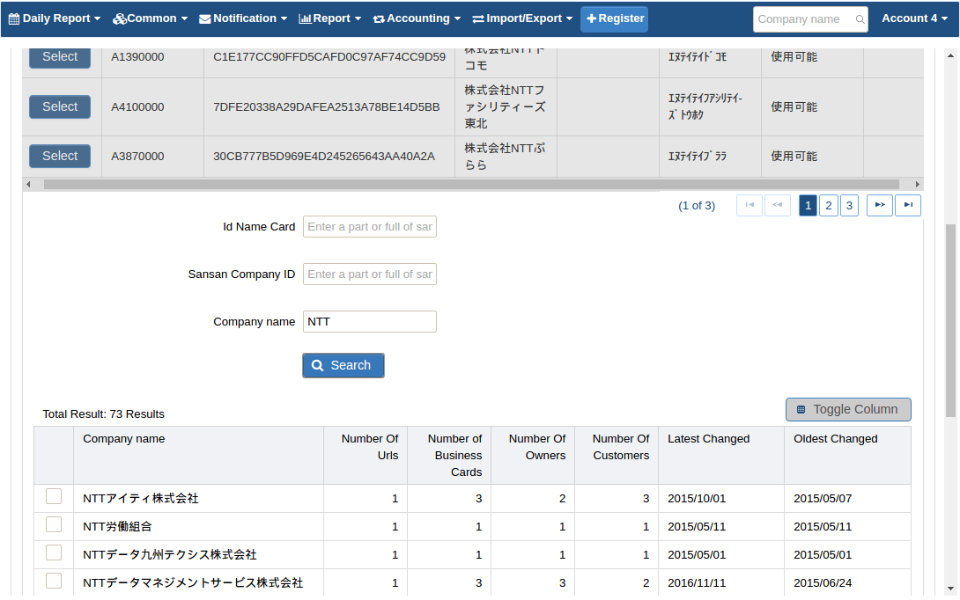 Daily Report Common Notification Report Accounting Import/Export Register Company name Account 4
Select A1390000 C1E177CC90FFD5CAFD0C97AF74CC9D59 株式会社NTTド
コモ ｴﾇﾃｨﾃｨﾄﾞｺﾓ 使用可能
Select A4100000 7DFE20338A29DAFEA2513A78BE14D5BB 株式会社NTTフ
ァシリティーズ
東北 ｴﾇﾃｲﾃｲﾌｱｼﾘﾃｲｰ
ｽﾞﾄｳﾎｸ 使用可能
Select A3870000 30CB777B5D969E4D245265643AA40A2A 株式会社NTTぷ
らら ｴﾇﾃｲﾃｲﾌﾟﾗﾗ 使用可能
(1 of 3) 1 2 3
Id Name Card Enter a part or full of sar
Sansan Company ID Enter a part or full of sar
Company name NTT
Search
Total Result: 73 Results Toggle Column
Company name Number Of
Urls Number of
Business
Cards Number Of
Owners Number Of
Customers Latest Changed Oldest Changed
NTTアイティ株式会社 1 3 2 3 2015/10/01 2015/05/07
NTT労働組合 1 1 1 1 2015/05/11 2015/05/11
NTTデータ九州テクシス株式会社 1 1 1 1 2015/05/01 2015/05/01
NTTデータマネジメントサービス株式会社 1 3 3 2 2016/11/11 2015/06/24